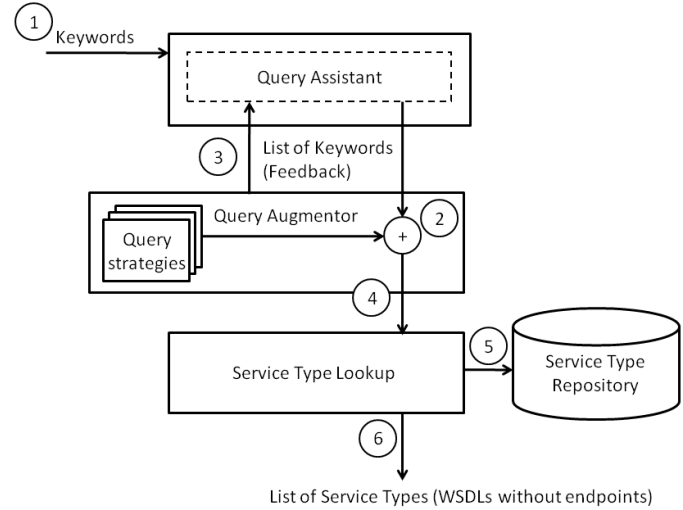 1
Keywords
Query Assistant
3
List of Keywords
(Feedback)
Query Augmentor
2
+
Query
strategies
4
Service Type Lookup
5
Service Type
Repository
6
List of Service Types (WSDLs without endpoints)